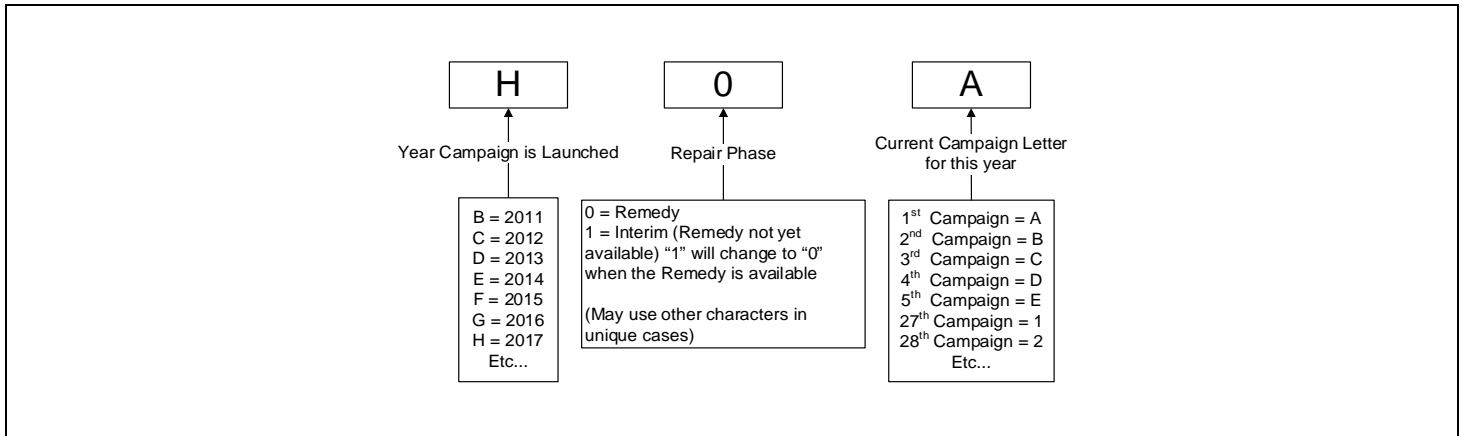 H
0
A
Year Campaign is Launched
Repair Phase
Current Campaign Letter
for this year
B = 2011
C = 2012
D = 2013
E = 2014
F = 2015
G = 2016
H = 2017
Etc...
0 = Remedy
1 = Interim (Remedy not yet
available) “1” will change to “0”
when the Remedy is available
(May use other characters in
unique cases)
1st Campaign = A
2nd Campaign = B
3rd Campaign = C
4th Campaign = D
5th Campaign = E
27th Campaign = 1
28th Campaign = 2
Etc...